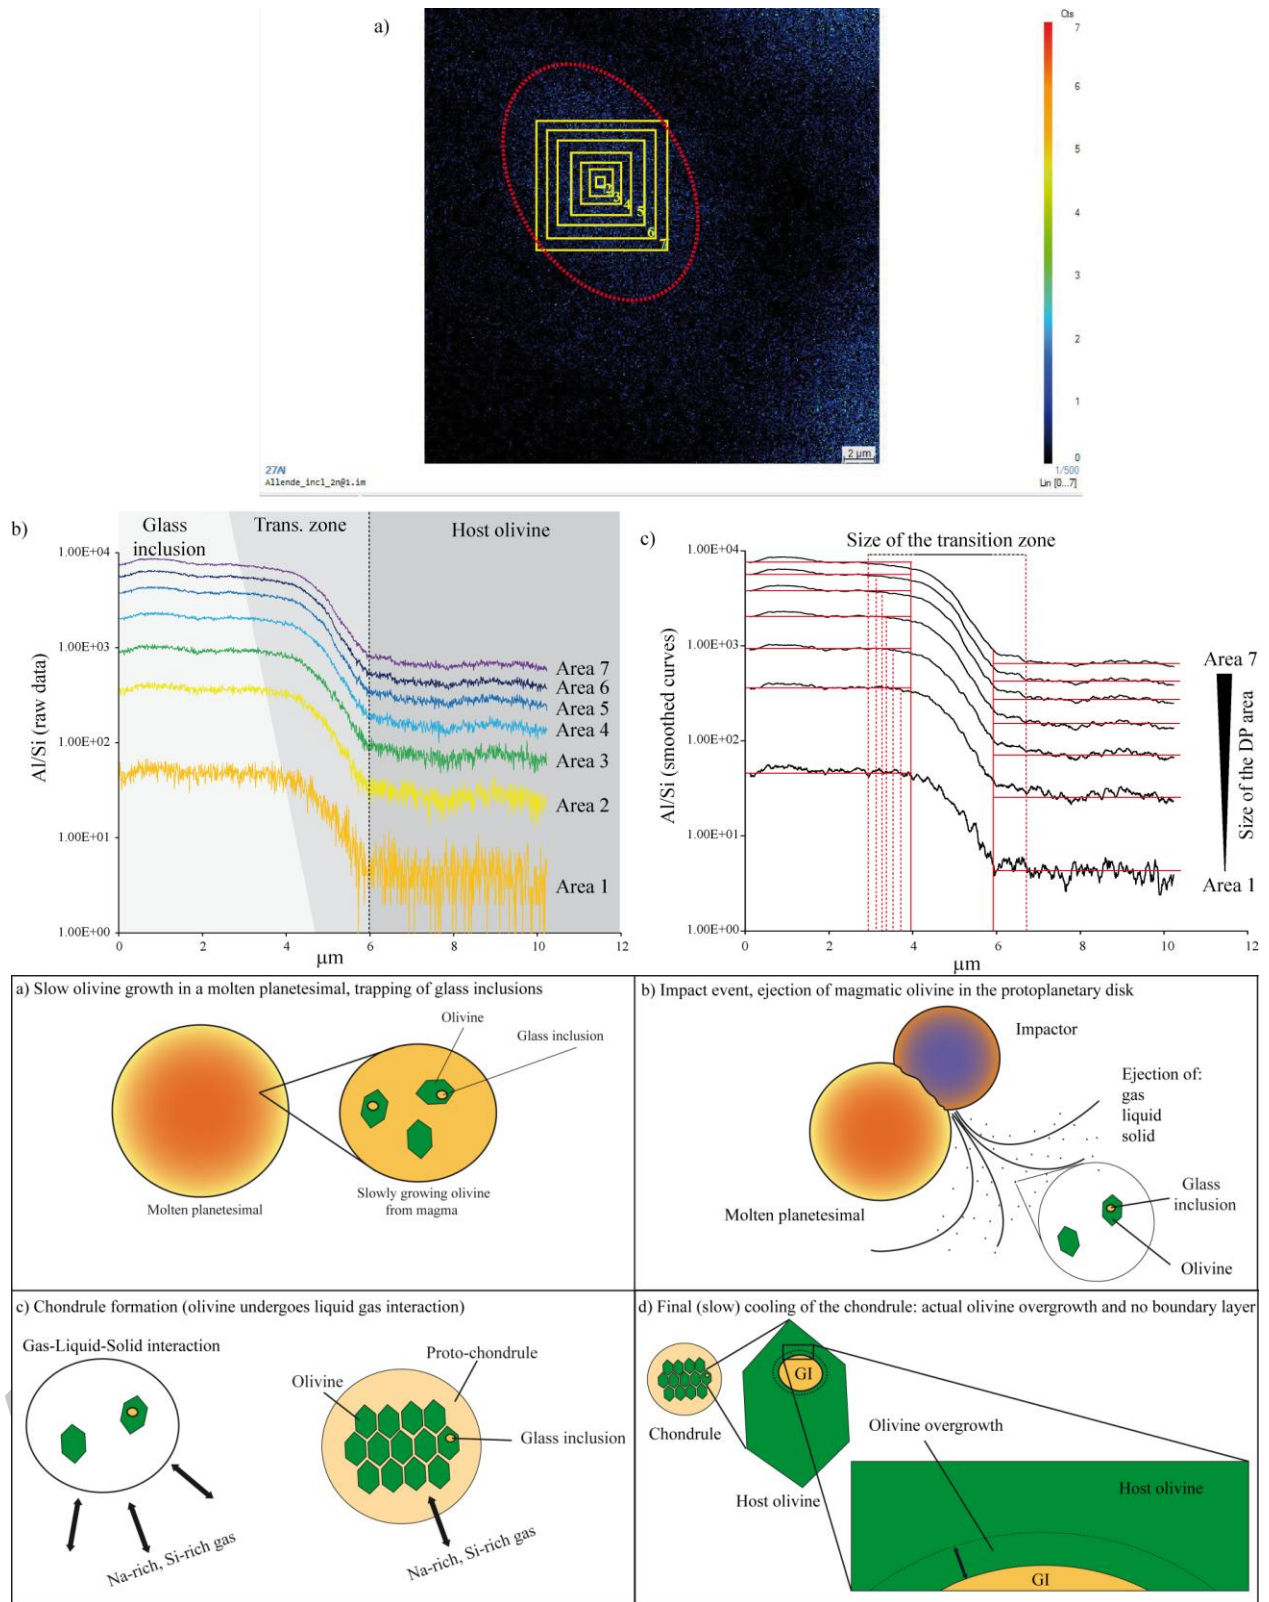 a)
Cts
7
6
5
4
3
2
1
0
1/500
Lin [0...7]
2
3
4
5
6
7
2 µm
27Al
Allende_incl_2n@1.im
b)
Glass
inclusion
Trans. zone
Host olivine
Al/Si (raw data)
1.00E+04
1.00E+03
1.00E+02
1.00E+01
1.00E+00
Area 7
Area 6
Area 5
Area 4
Area 3
Area 2
Area 1
0 2 4 6 8 10 12
µm
c)
Size of the transition zone
Al/Si (smoothed curves)
1.00E+04
1.00E+03
1.00E+02
1.00E+01
1.00E+00
Area 7
Size of the DP area
Area 1
0 2 4 6 8 10 12
µm
a) Slow olivine growth in a molten planetesimal, trapping of glass inclusions
Olivine
Glass inclusion
Molten planetesimal
Slowly growing olivine
from magma
b) Impact event, ejection of magmatic olivine in the protoplanetary disk
Impactor
Ejection of:
gas
liquid
solid
Molten planetesimal
Glass
inclusion
Olivine
c) Chondrule formation (olivine undergoes liquid gas interaction)
Gas-Liquid-Solid interaction
Proto-chondrule
Olivine
Glass inclusion
Na-rich, Si-rich gas
Na-rich, Si-rich gas
d) Final (slow) cooling of the chondrule: actual olivine overgrowth and no boundary layer
GI
Chondrule
Olivine overgrowth
Host olivine
Host olivine
GI